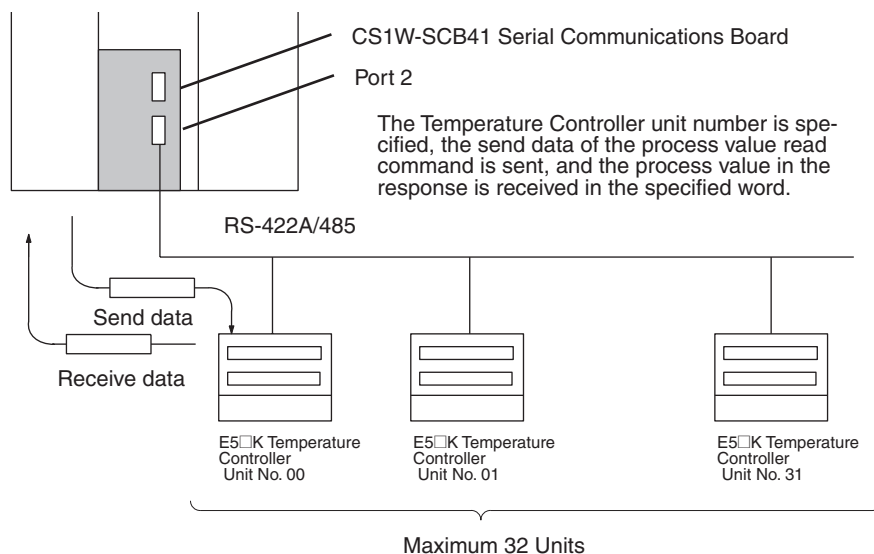 CS1W-SCB41 Serial Communications Board
Port 2
The Temperature Controller unit number is spe-
cified, the send data of the process value read
command is sent, and the process value in the
response is received in the specified word.
RS-422A/485
Send data
Receive data
E5□K Temperature
Controller
Unit No. 00
E5□K Temperature
Controller
Unit No. 01
E5□K Temperature
Controller
Unit No. 31
Maximum 32 Units